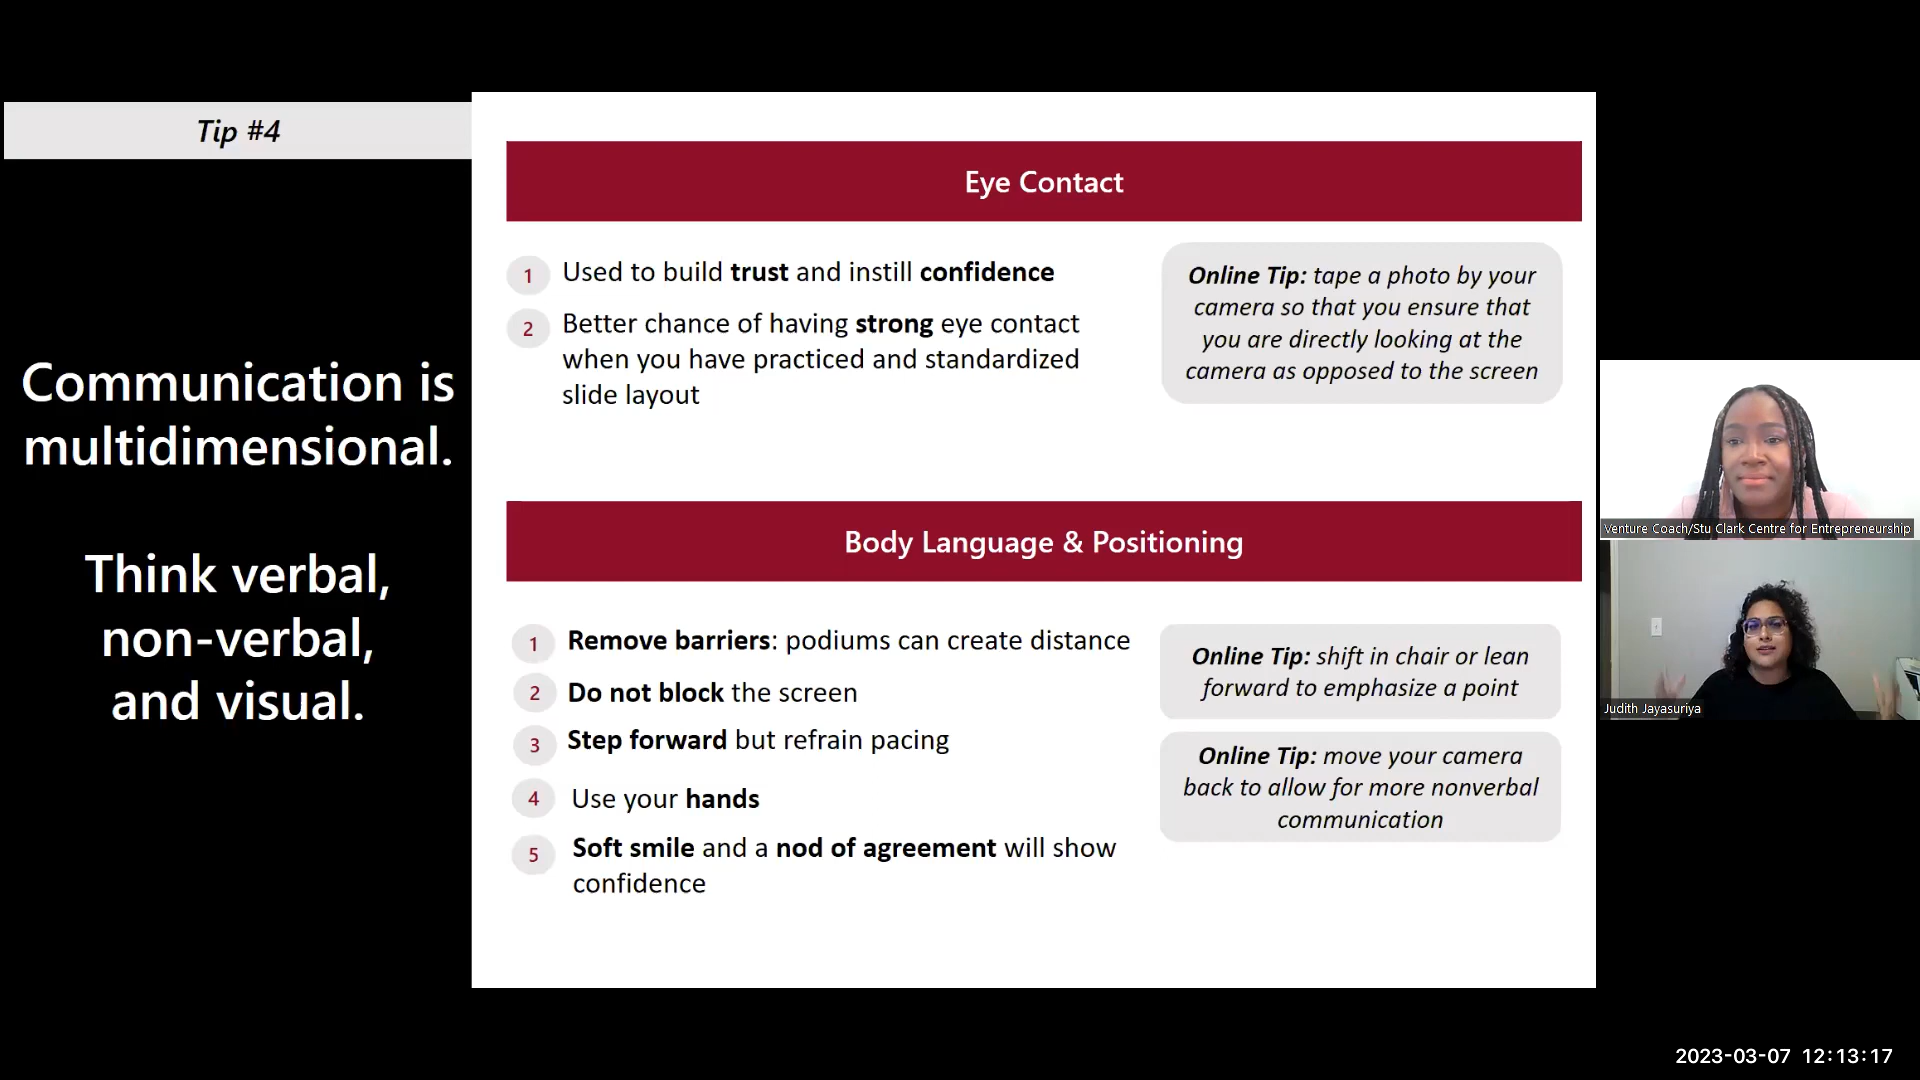 Tip #4
Communication is
multidimensional.
Think verbal,
non-verbal,
and visual.
Eye Contact
1 Used to build trust and instill confidence
2 Better chance of having strong eye contact
when you have practiced and standardized
slide layout
Online Tip: tape a photo by your
camera so that you ensure that
you are directly looking at the
camera as opposed to the screen
Body Language & Positioning
1 Remove barriers: podiums can create distance
2 Do not block the screen
3 Step forward but refrain pacing
4 Use your hands
5 Soft smile and a nod of agreement will show
confidence
Online Tip: shift in chair or lean
forward to emphasize a point
Online Tip: move your camera
back to allow for more nonverbal
communication
Venture Coach/Stu Clark Centre for Entrepreneurship
Judith Jayasuriya
2023-03-07 12:13:17